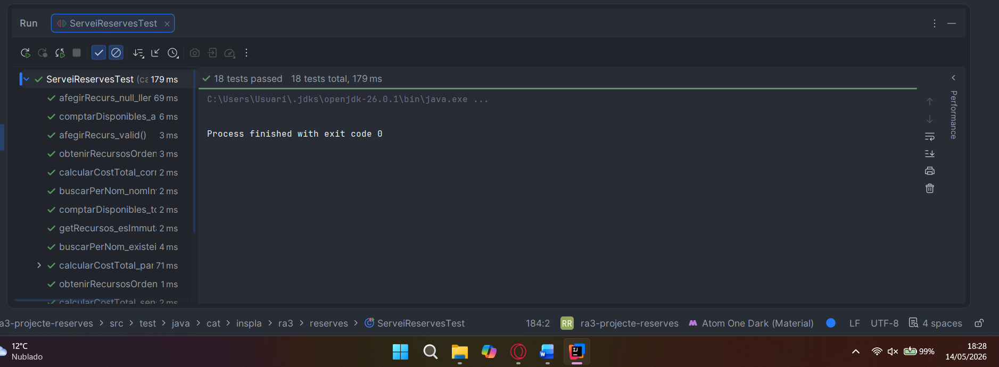 Run ServeiReservesTest
ServeiReservesTest (ca 179 ms
afegirRecurs_null_ller 69 ms
comptarDisponibles_a 6 ms
afegirRecurs_valid() 3 ms
obtenirRecursosOrden 3 ms
calcularCostTotal_corr 2 ms
buscarPerNom_nomIn 2 ms
comptarDisponibles_to 2 ms
getRecursos_esImmuta 2 ms
buscarPerNom_existei 4 ms
calcularCostTotal_par 71 ms
obtenirRecursosOrden 1 ms
calcularCostTotal_sen 2 ms
18 tests passed 18 tests total, 179 ms
C:\Users\Usuari\.jdks\openjdk-26.0.1\bin\java.exe ...
Process finished with exit code 0
Performance
a3-projecte-reserves > src > test > java > cat > inspla > ra3 > reserves > ServeiReservesTest 184:2 RR ra3-projecte-reserves Atom One Dark (Material) LF UTF-8 4 spaces
12°C
Nublado
W
IJ
99%
18:28
14/05/2026